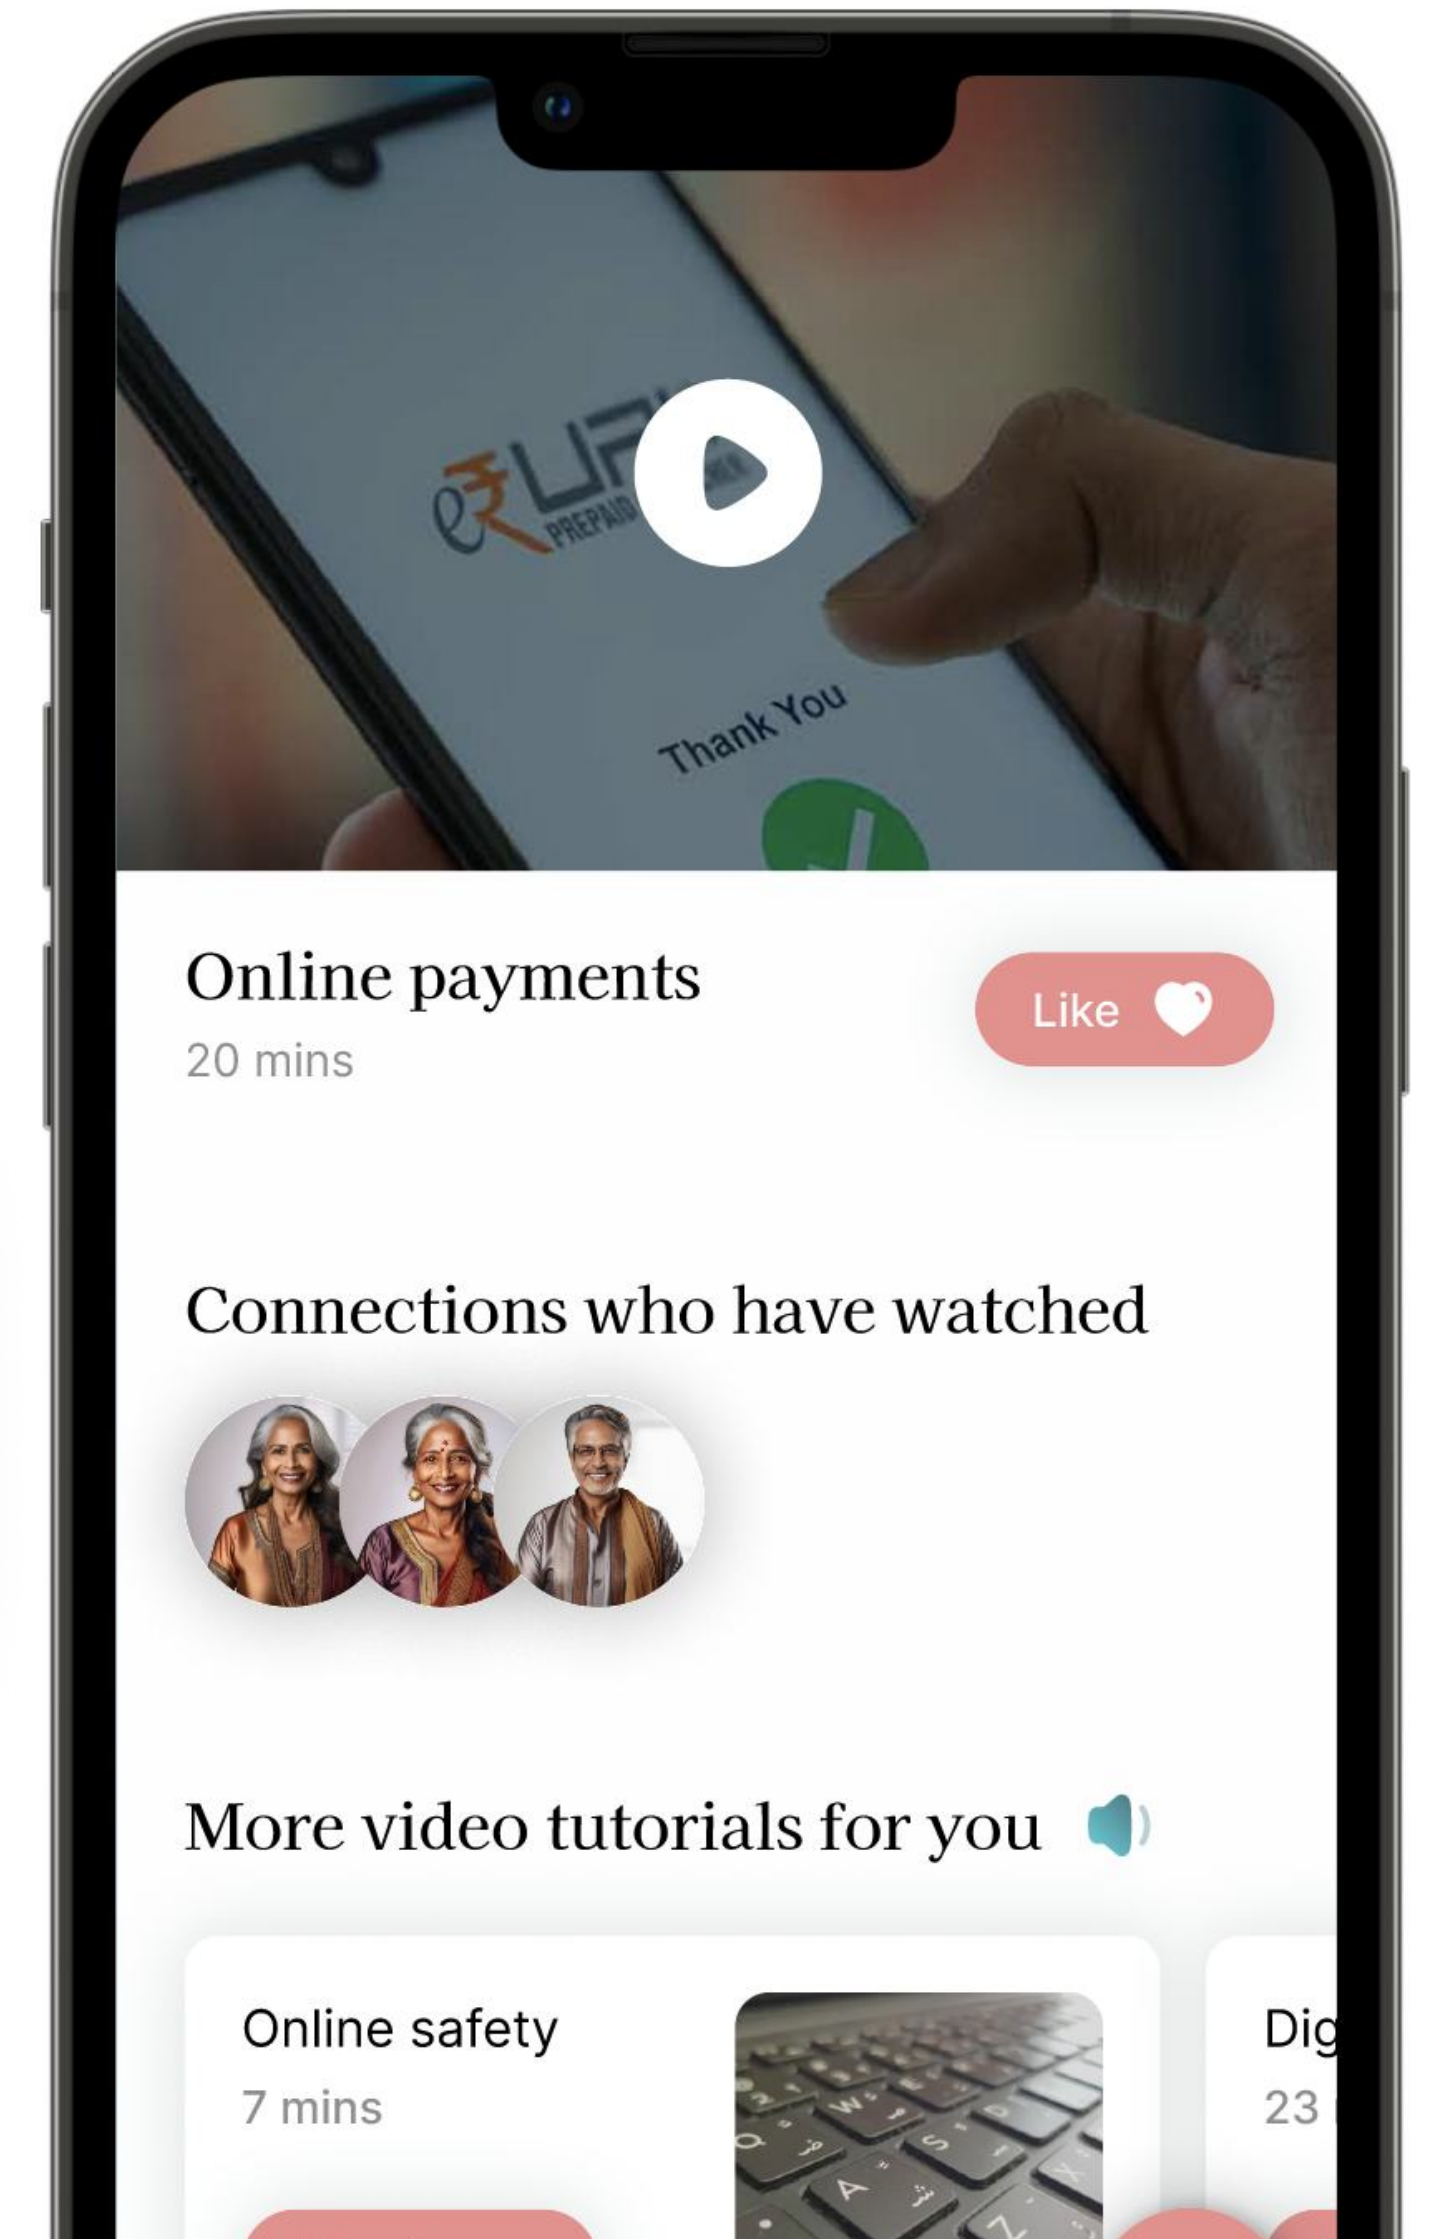 e₹UP
PREPAID
Thank You
Online payments
Like
20 mins
Connections who have watched
More video tutorials for you
Online safety
Dig
7 mins
23
W
Q
S
D
A
Z
X